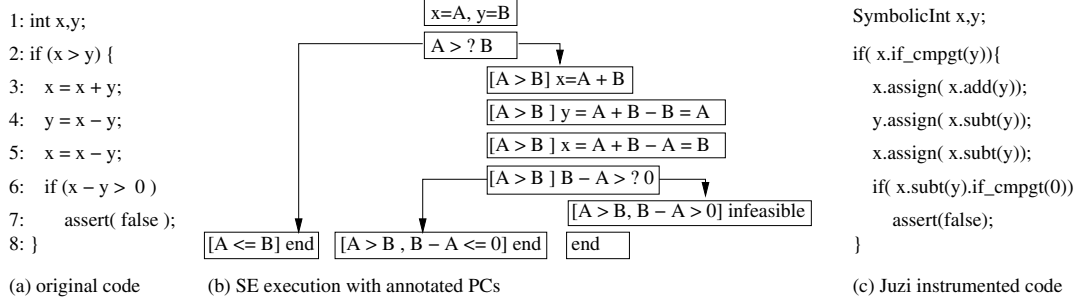 1: int x,y;
2: if (x > y) {
3: x = x + y;
4: y = x − y;
5: x = x − y;
6: if (x − y > 0 )
7: assert( false );
8: }
(a) original code
x=A, y=B
A > ? B
[A > B] x=A + B
[A > B ] y = A + B − B = A
[A > B ] x = A + B − A = B
[A > B ] B − A > ? 0
[A > B, B − A > 0] infeasible
[A <= B] end
[A > B , B − A <= 0] end
end
(b) SE execution with annotated PCs
SymbolicInt x,y;
if( x.if_cmpgt(y)){
x.assign( x.add(y));
y.assign( x.subt(y));
x.assign( x.subt(y));
if( x.subt(y).if_cmpgt(0))
assert(false);
}
(c) Juzi instrumented code